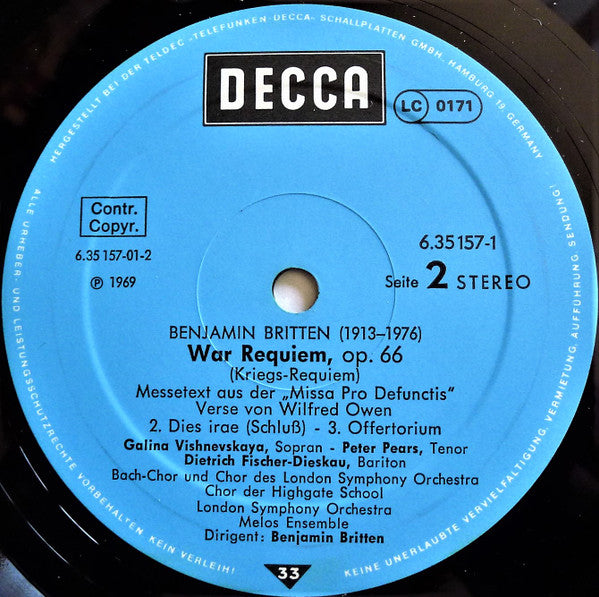 HERGESTELLT BEI DER TELDEC »TELEFUNKEN-DECCA« SCHALLPLATTEN GMBH, HAMBURG 19, GERMANY
DECCA
LC 0171
Contr.
Copyr.
6.35157-01-2
Ⓟ 1969
6.35157-1
Seite 2 STEREO
BENJAMIN BRITTEN (1913–1976)
War Requiem, op. 66
(Kriegs-Requiem)
Messetext aus der „Missa Pro Defunctis“
Verse von Wilfred Owen
2. Dies irae (Schluß) - 3. Offertorium
Galina Vishnevskaya, Sopran - Peter Pears, Tenor
Dietrich Fischer-Dieskau, Bariton
Bach-Chor und Chor des London Symphony Orchestra
Chor der Highgate School
London Symphony Orchestra
Melos Ensemble
Dirigent: Benjamin Britten
33
ALLE URHEBER- UND LEISTUNGSSCHUTZRECHTE VORBEHALTEN KEIN VERLEIH!
KEINE UNERLAUBTE VERVIELFÄLTIGUNG, VERMIETUNG, AUFFÜHRUNG, SENDUNG!